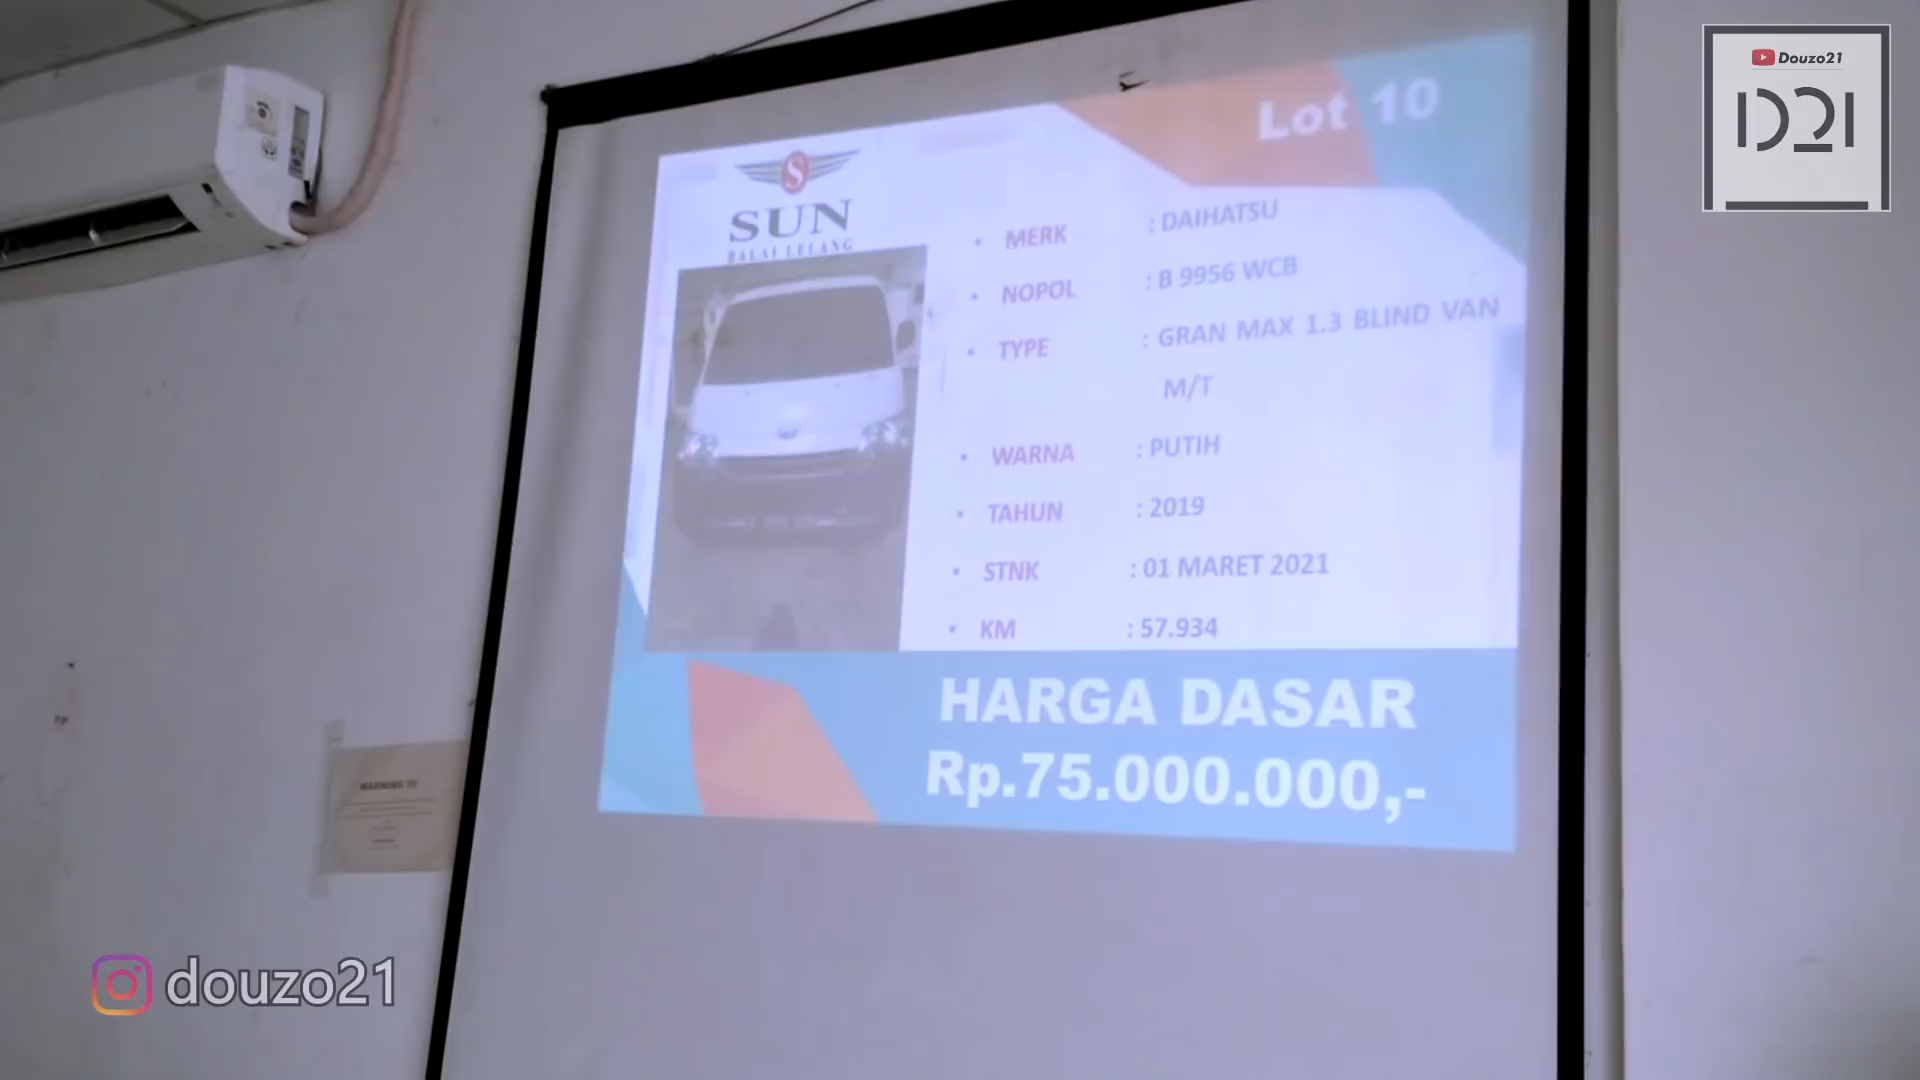 Douzo21
D21
Lot 10
S
SUN
BALAI LELANG
• MERK : DAIHATSU
• NOPOL : B 9956 WCB
• TYPE : GRAN MAX 1.3 BLIND VAN
M/T
• WARNA : PUTIH
• TAHUN : 2019
• STNK : 01 MARET 2021
• KM : 57.934
HARGA DASAR
Rp.75.000.000,-
douzo21